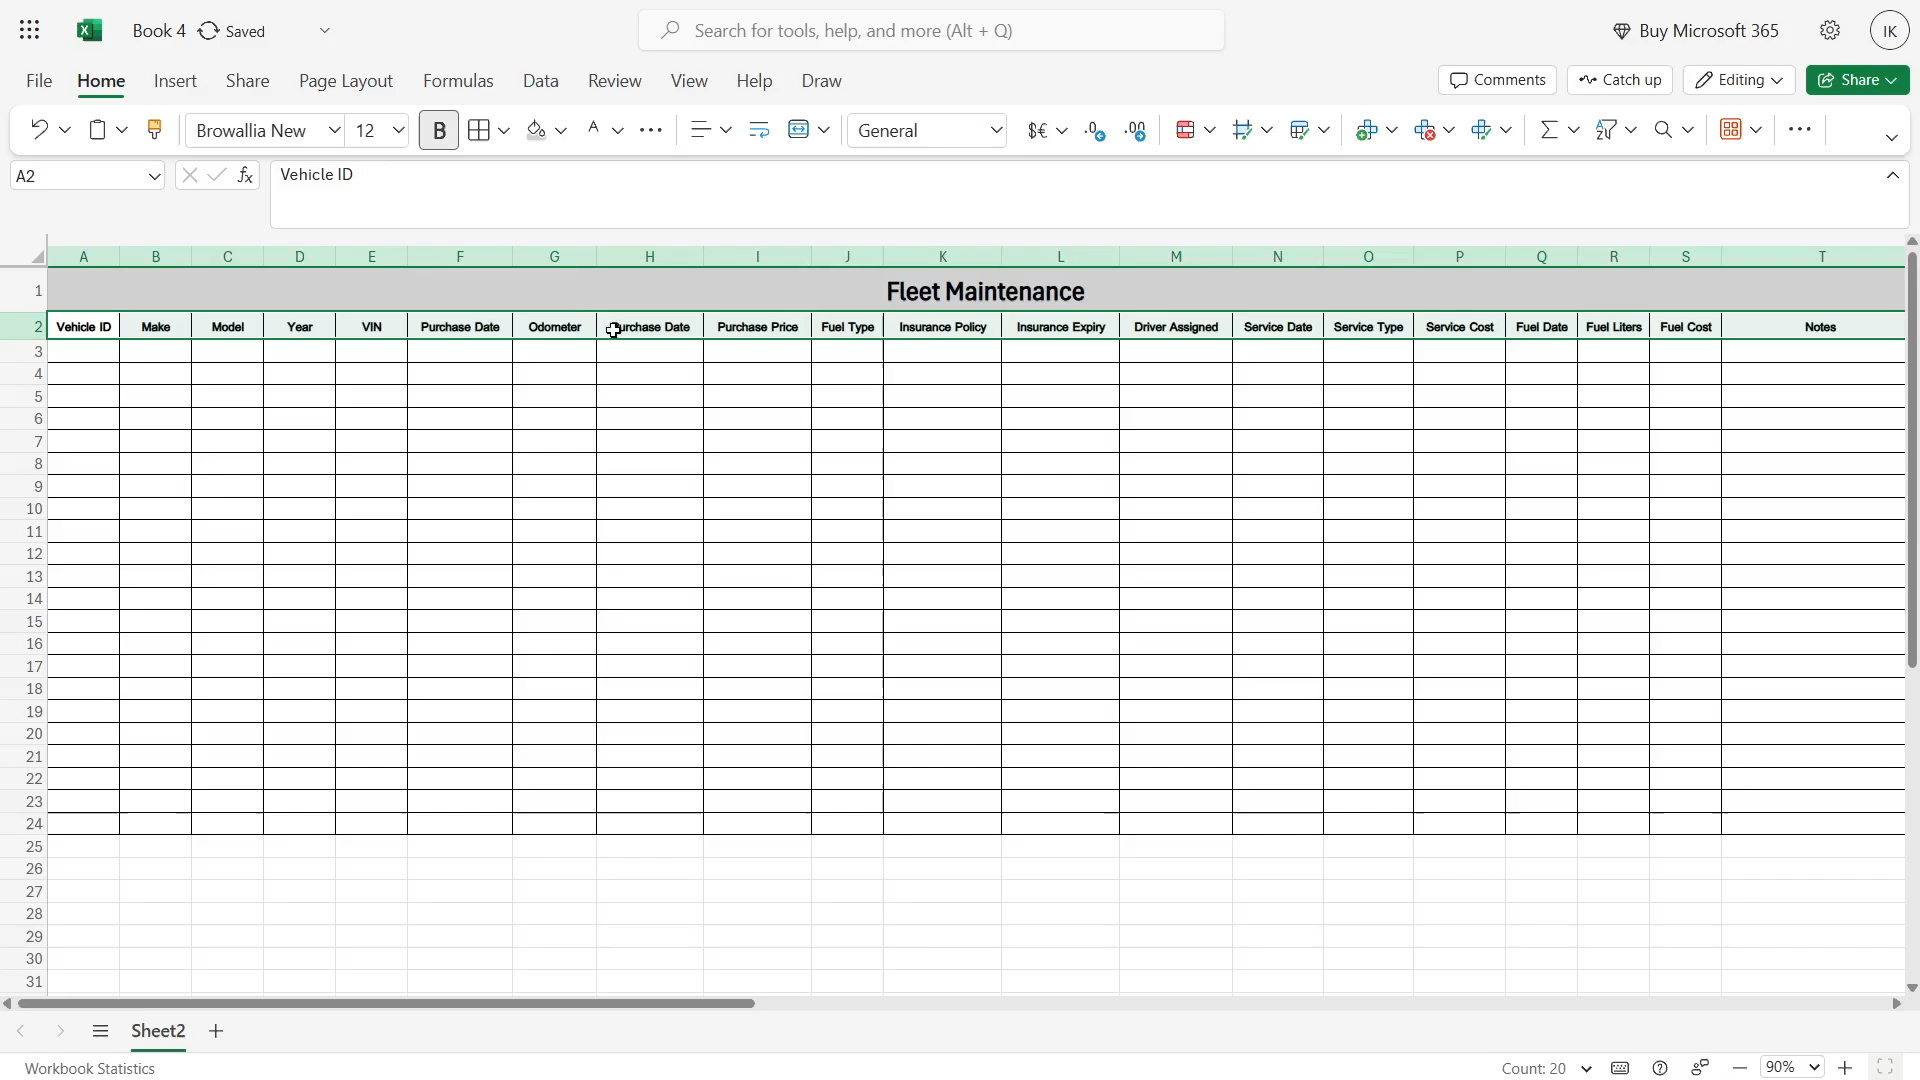 Book 4 Saved
Search for tools, help, and more (Alt + Q)
Buy Microsoft 365
IK
File Home Insert Share Page Layout Formulas Data Review View Help Draw
Comments Catch up Editing Share
Browallia New 12 B A General $€ .0 .00
A2 fx Vehicle ID
A B C D E F G H I J K L M N O P Q R S T
1 Fleet Maintenance
2 Vehicle ID Make Model Year VIN Purchase Date Odometer Purchase Date Purchase Price Fuel Type Insurance Policy Insurance Expiry Driver Assigned Service Date Service Type Service Cost Fuel Date Fuel Liters Fuel Cost Notes
3
4
5
6
7
8
9
10
11
12
13
14
15
16
17
18
19
20
21
22
23
24
25
26
27
28
29
30
31
Sheet2
Workbook Statistics Count: 20 90%